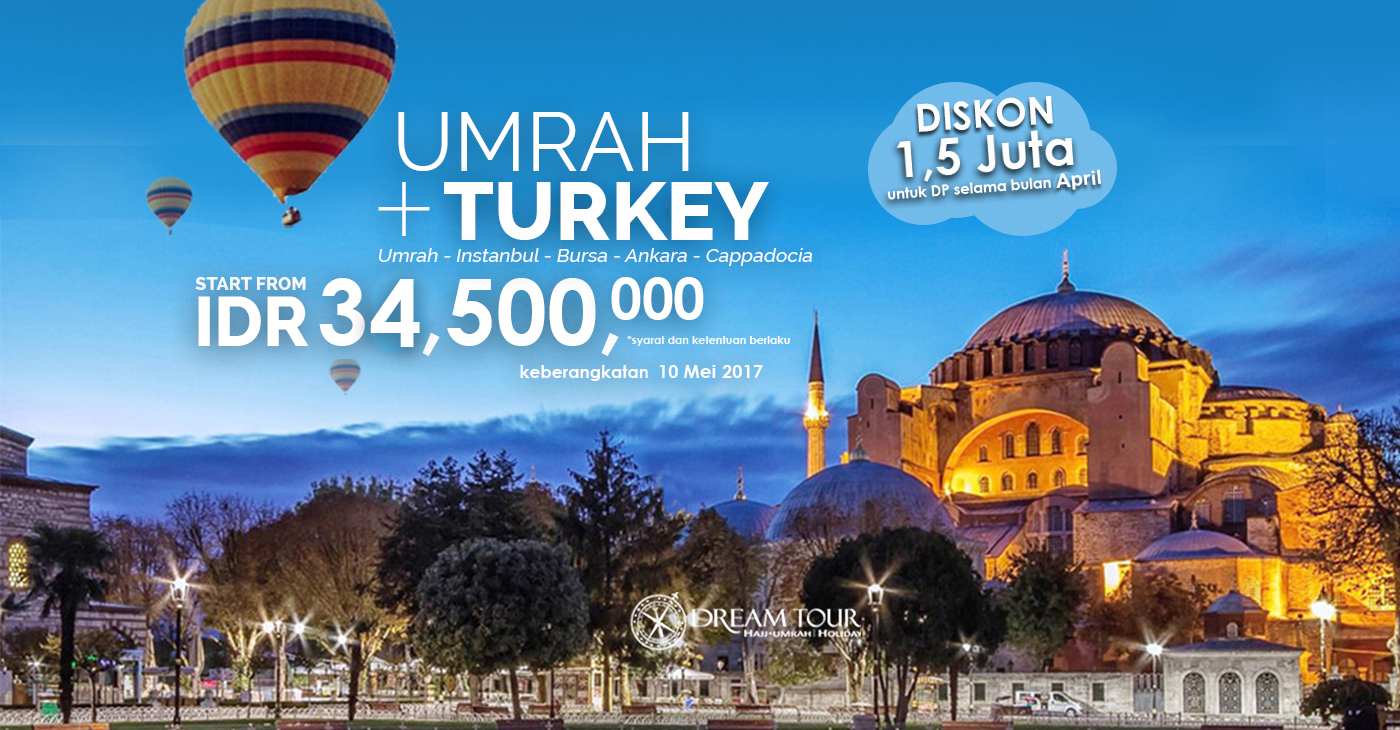 UMRAH
+ TURKEY
Umrah - Instanbul - Bursa - Ankara - Cappadocia
START FROM
IDR 34,500,000
*syarat dan ketentuan berlaku
keberangkatan 10 Mei 2017
DISKON
1,5 Juta
untuk DP selama bulan April
DREAM TOUR
HAJJ•UMRAH|HOLIDAY